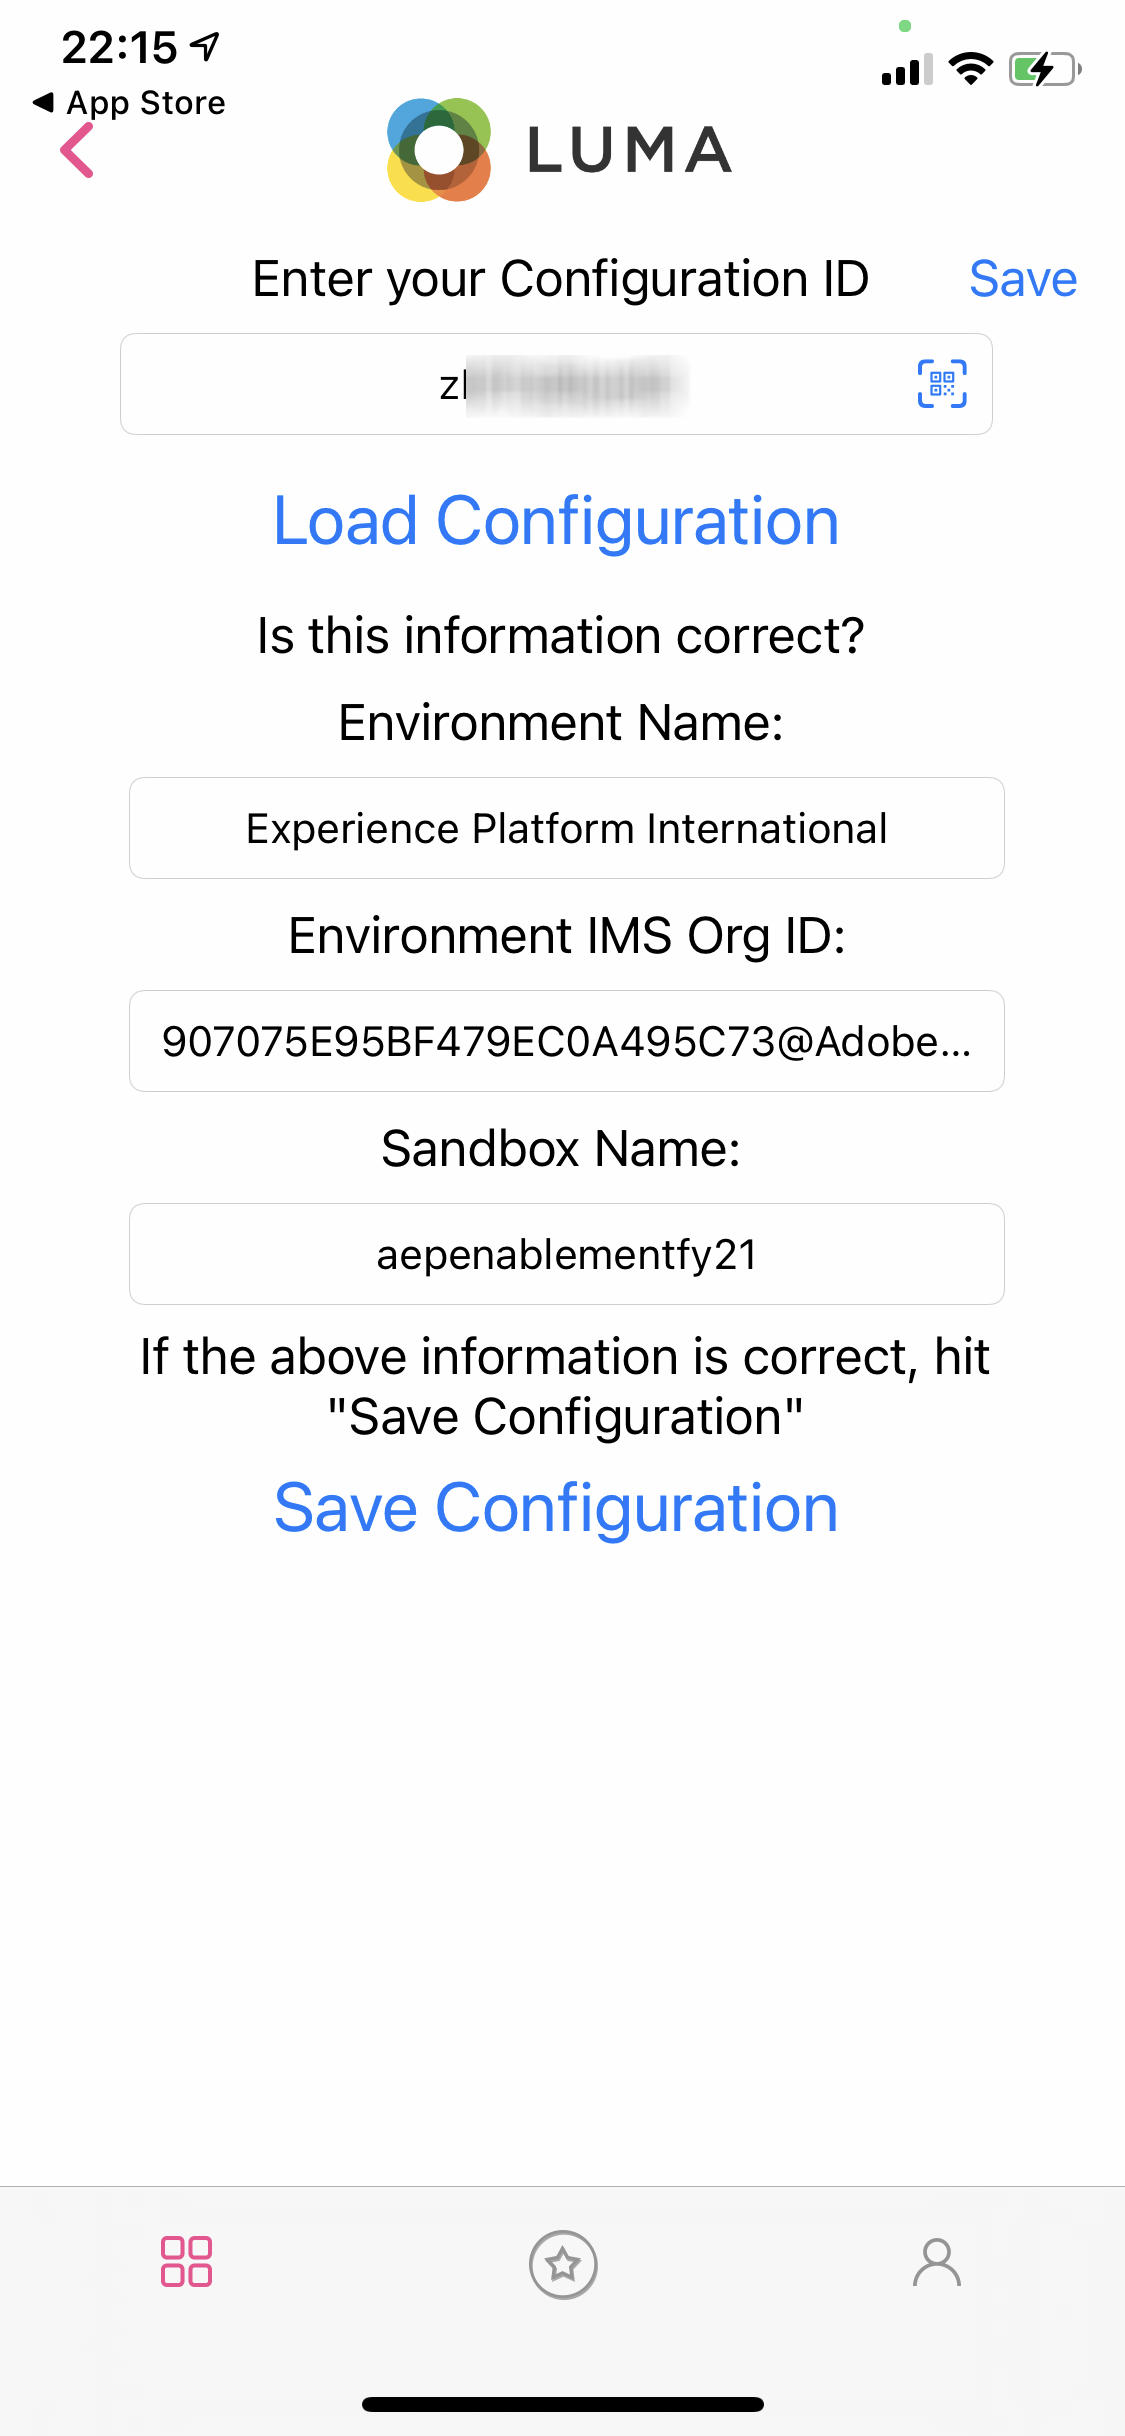 22:15
App Store
LUMA
Enter your Configuration ID
Save
Load Configuration
Is this information correct?
Environment Name:
Experience Platform International
Environment IMS Org ID:
907075E95BF479EC0A495C73@Adobe...
Sandbox Name:
aepenablementfy21
If the above information is correct, hit
"Save Configuration"
Save Configuration